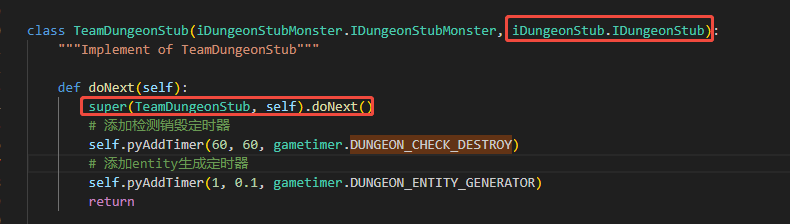 class TeamDungeonStub(iDungeonStubMonster.IDungeonStubMonster, iDungeonStub.IDungeonStub):
"""Implement of TeamDungeonStub"""
def doNext(self):
super(TeamDungeonStub, self).doNext()
# 添加检测销毁定时器
self.pyAddTimer(60, 60, gametimer.DUNGEON_CHECK_DESTROY)
# 添加entity生成定时器
self.pyAddTimer(1, 0.1, gametimer.DUNGEON_ENTITY_GENERATOR)
return